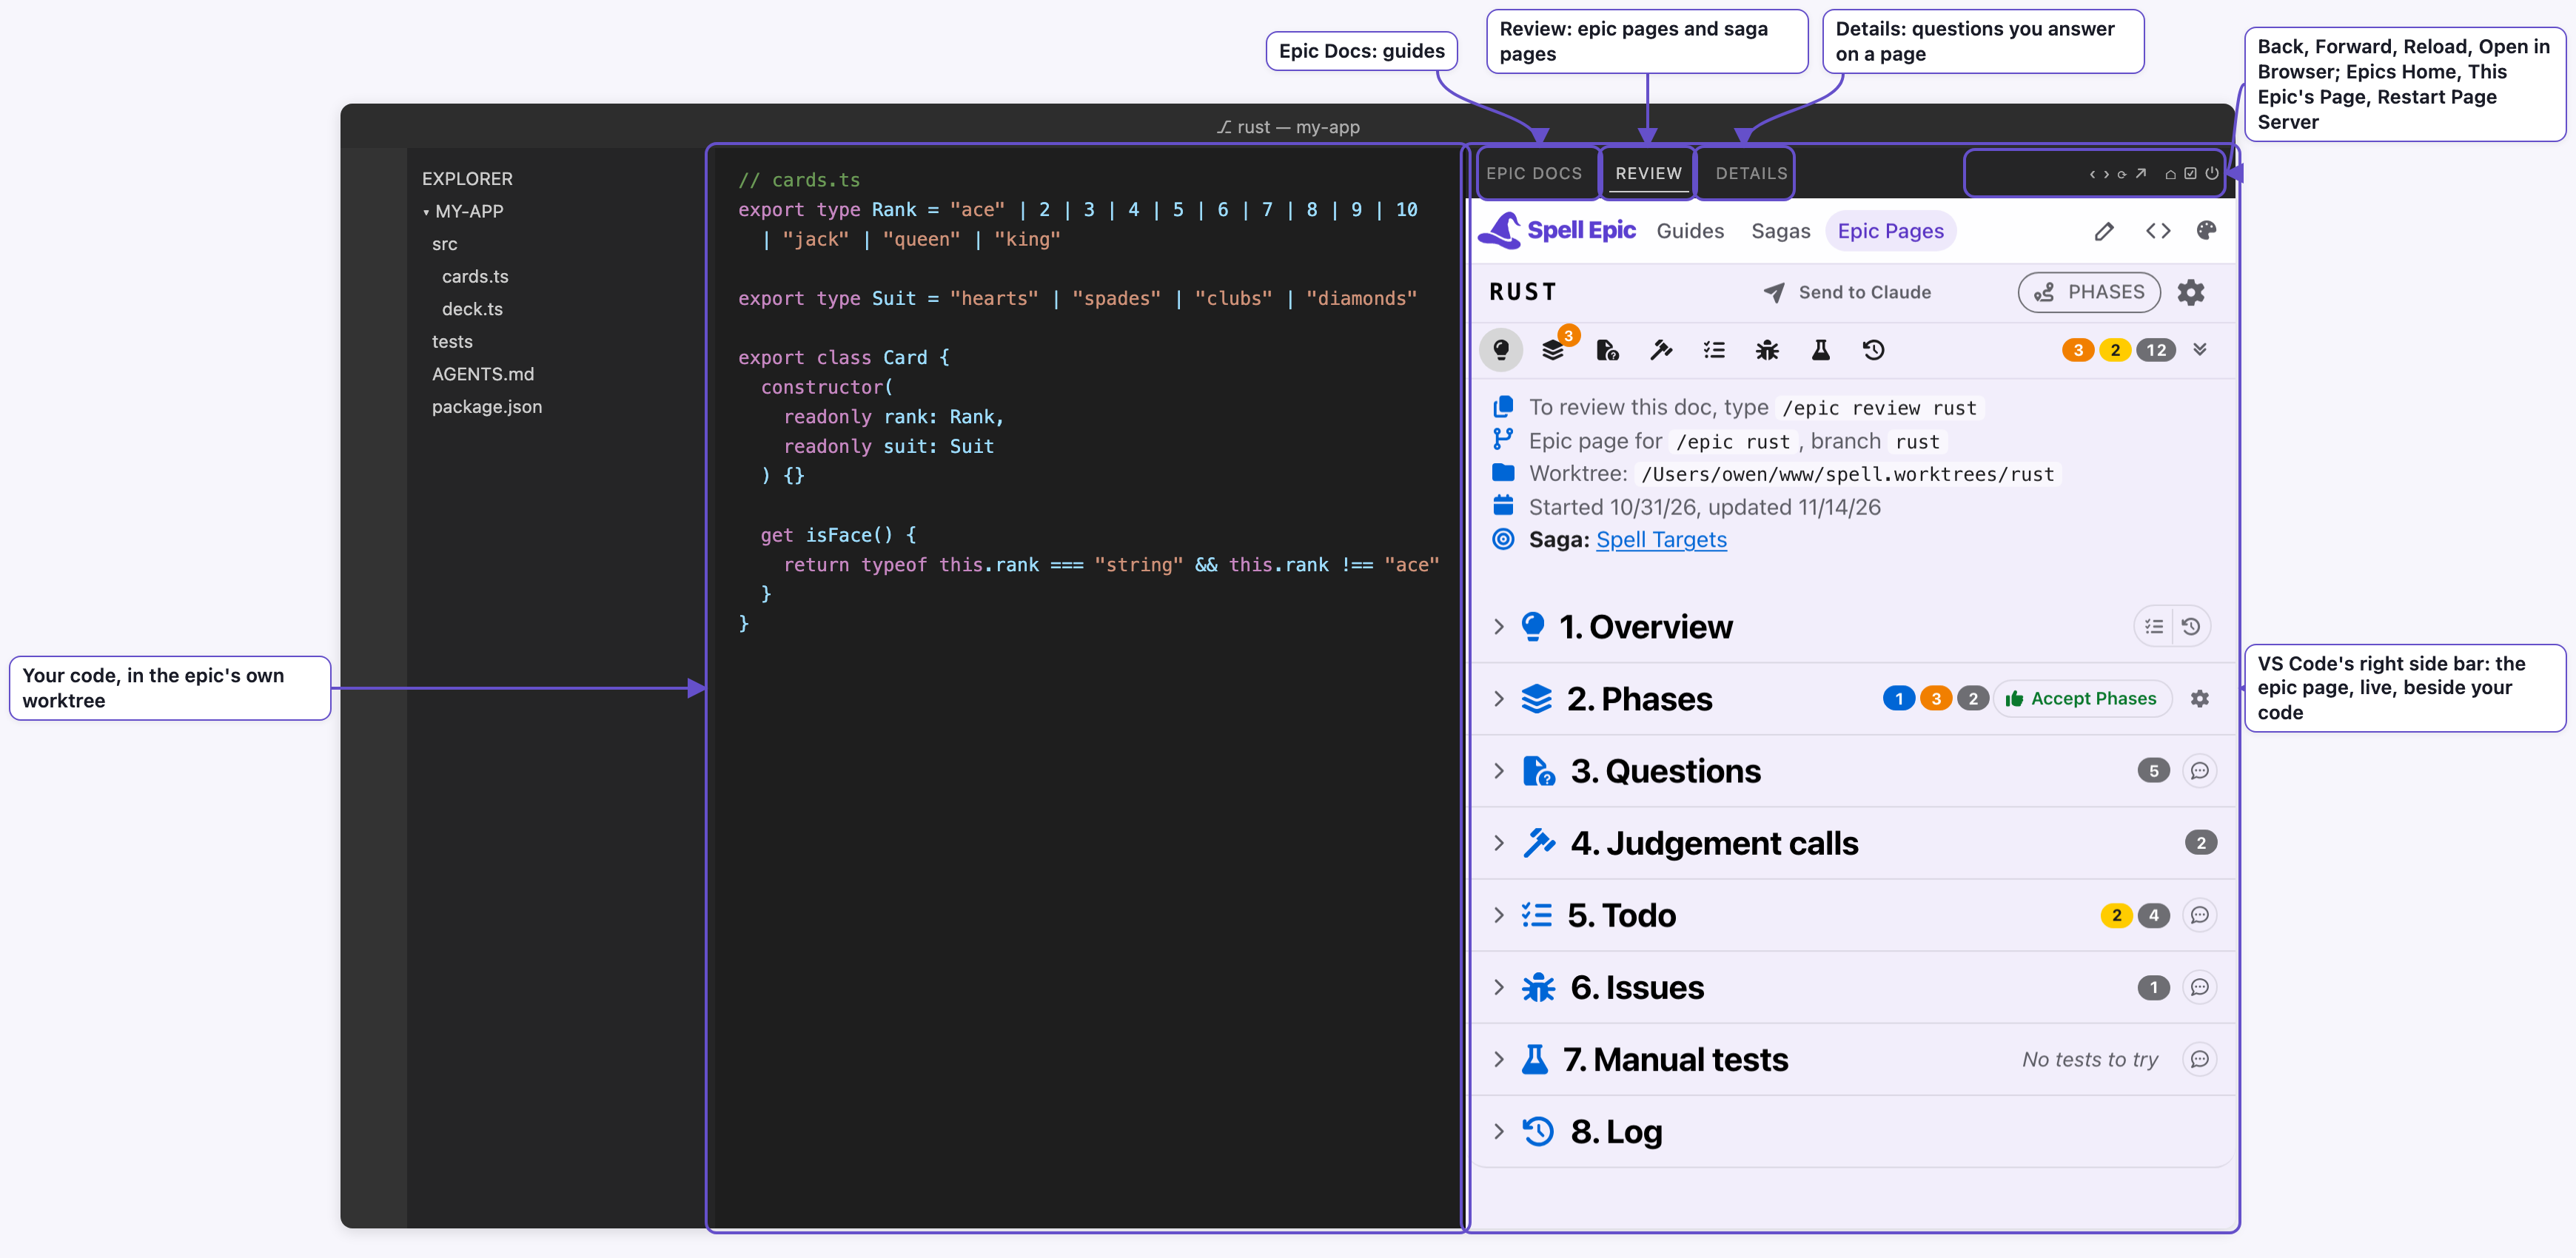 Epic Docs: guides
Review: epic pages and saga
pages
Details: questions you answer
on a page
Back, Forward, Reload, Open in
Browser; Epics Home, This
Epic's Page, Restart Page
Server
rust — my-app
EXPLORER
MY-APP
src
cards.ts
deck.ts
tests
AGENTS.md
package.json
// cards.ts
export type Rank = "ace" | 2 | 3 | 4 | 5 | 6 | 7 | 8 | 9 | 10
| "jack" | "queen" | "king"
export type Suit = "hearts" | "spades" | "clubs" | "diamonds"
export class Card {
constructor(
readonly rank: Rank,
readonly suit: Suit
) {}
get isFace() {
return typeof this.rank === "string" && this.rank !== "ace"
}
}
Your code, in the epic's own
worktree
EPIC DOCS REVIEW DETAILS
Spell Epic Guides Sagas Epic Pages
RUST Send to Claude PHASES
3 3 2 12
To review this doc, type /epic review rust
Epic page for /epic rust, branch rust
Worktree: /Users/owen/www/spell.worktrees/rust
Started 10/31/26, updated 11/14/26
Saga: Spell Targets
1. Overview
2. Phases 1 3 2 Accept Phases
3. Questions 5
4. Judgement calls 2
5. Todo 2 4
6. Issues 1
7. Manual tests No tests to try
8. Log
VS Code's right side bar: the
epic page, live, beside your
code